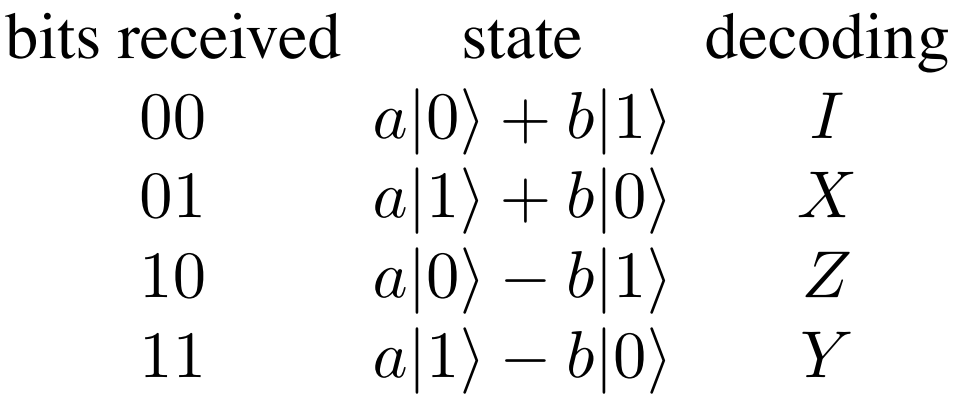 bits received state decoding
00 a|0⟩ + b|1⟩ I
01 a|1⟩ + b|0⟩ X
10 a|0⟩ − b|1⟩ Z
11 a|1⟩ − b|0⟩ Y